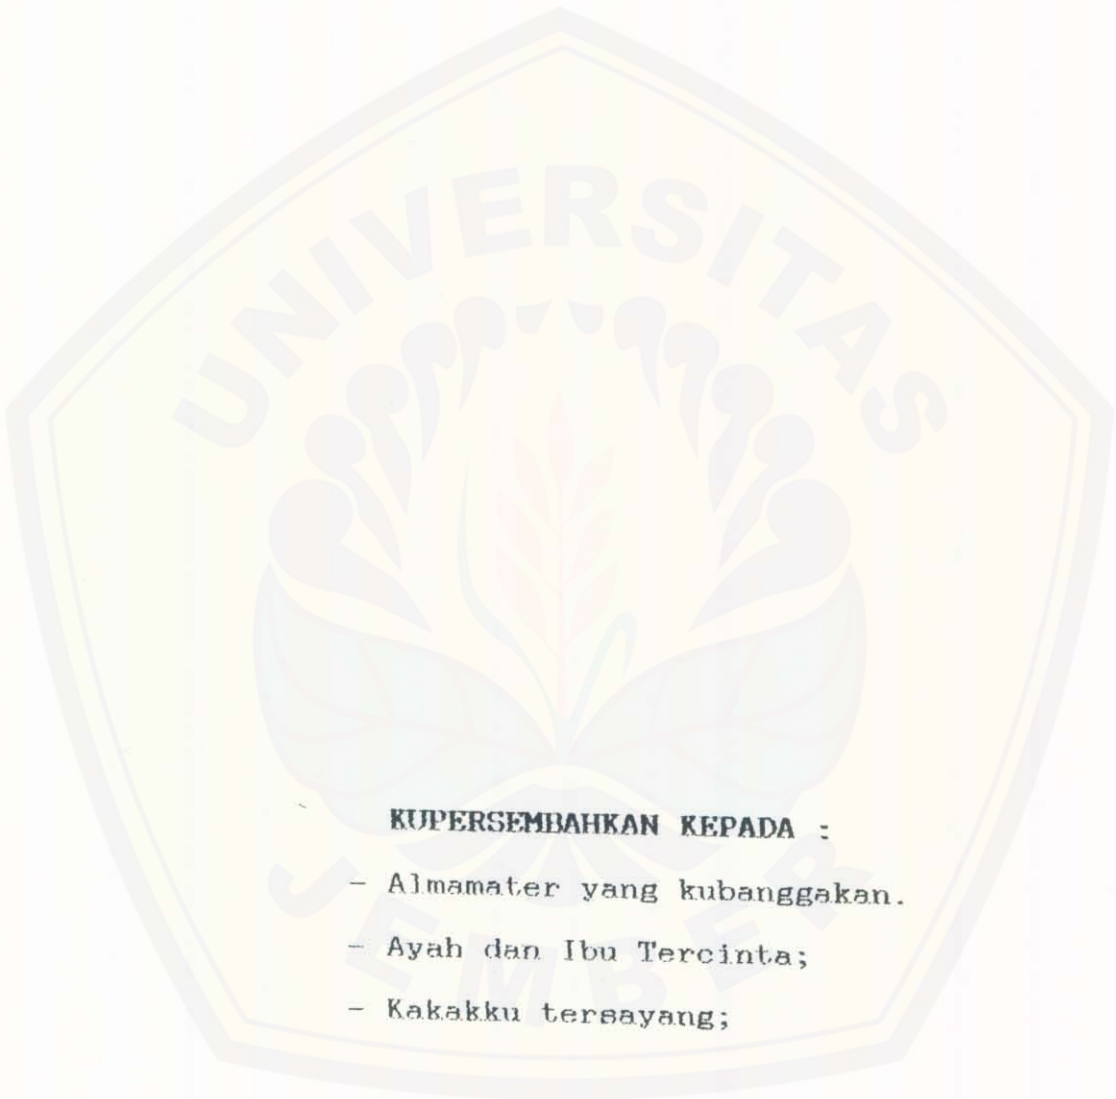 UNIVERSITAS
KUPERSEMBAHKAN KEPADA :
- Almamater yang kubanggakan.
- Ayah dan Ibu Tercinta;
- Kakakku tersayang;
JEMBER